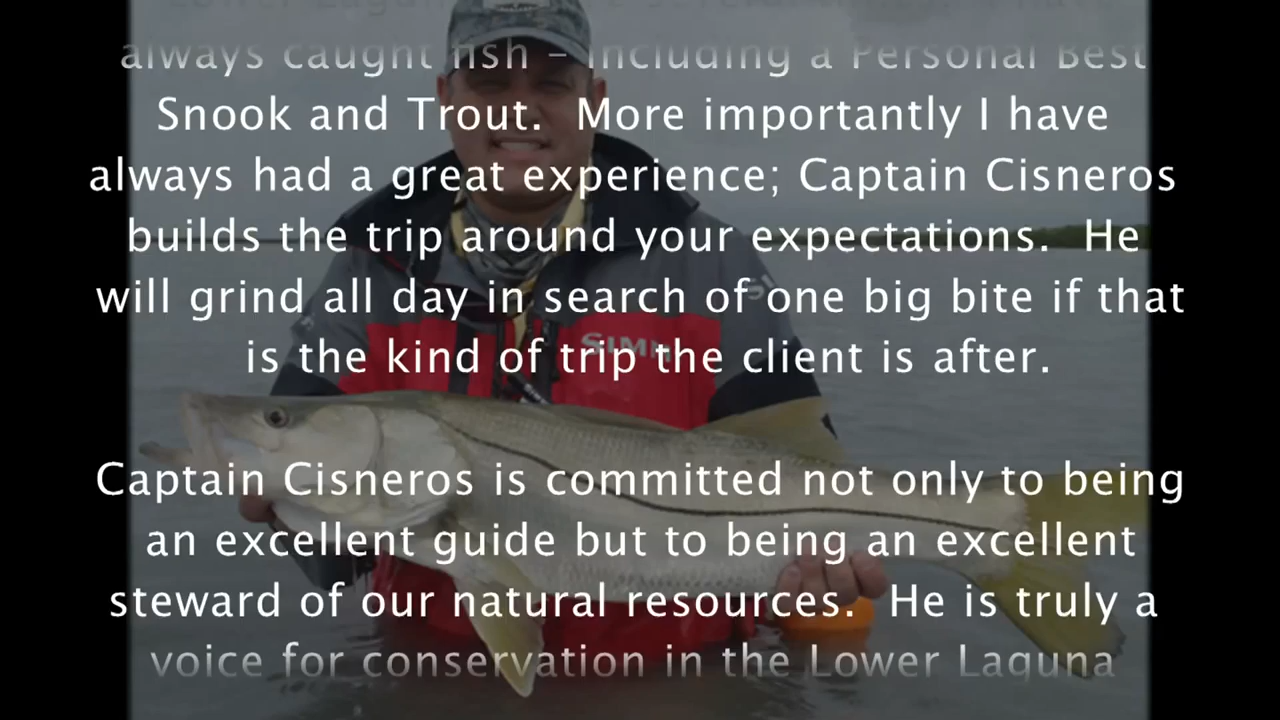 always caught fish – including a Personal Best
Snook and Trout.  More importantly I have
always had a great experience; Captain Cisneros
builds the trip around your expectations.  He
will grind all day in search of one big bite if that
is the kind of trip the client is after.
Captain Cisneros is committed not only to being
an excellent guide but to being an excellent
steward of our natural resources.  He is truly a
voice for conservation in the Lower Laguna